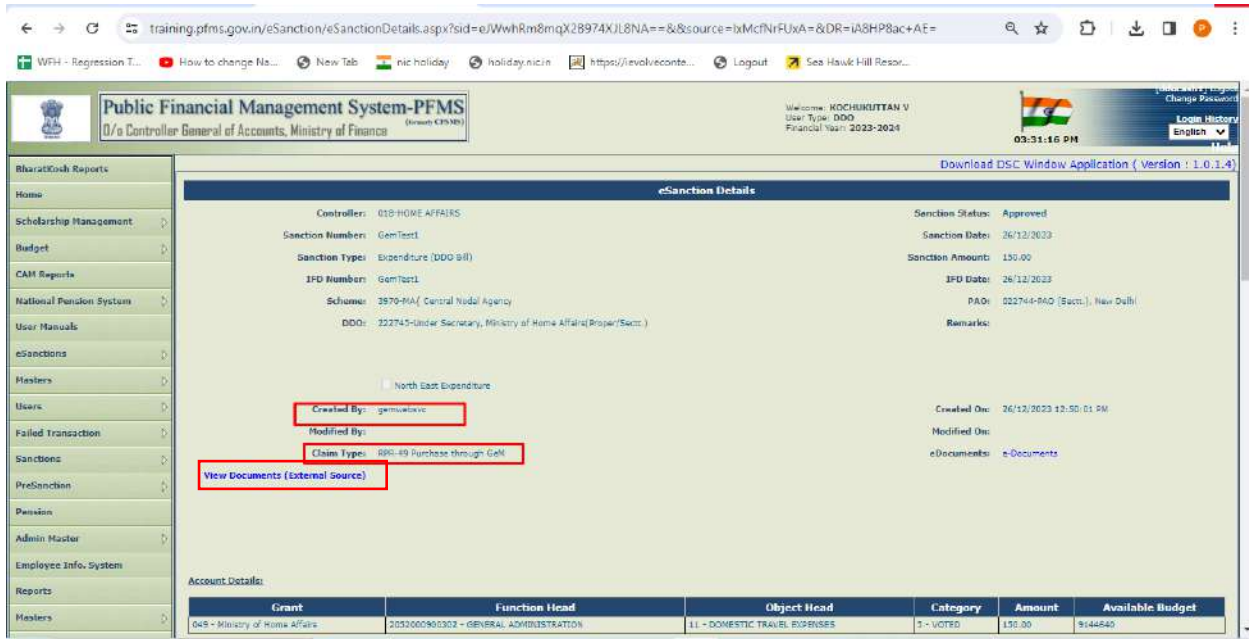 training.pfms.gov.in/eSanction/eSanctionDetails.aspx?sid=eJWwhRm8mqX2B974XJL8NA==&&source=IxMcfNrFUxA=&DR=iA8HP8ac+AE=
WFH - Regression T... How to change Na... New Tab nic holiday holiday.nic.in https://ievolveconte... Logout Sea Hawk Hill Resor...
Public Financial Management System-PFMS
(formerly CPSMS)
O/o Controller General of Accounts, Ministry of Finance
Welcome: KOCHUKUTTAN V
User Type: DDO
Financial Year: 2023-2024
03:31:16 PM
Change Password
Login History
English
Download DSC Window Application ( Version : 1.0.1.4)
BharatKosh Reports
Home
Scholarship Management
Budget
CAM Reports
National Pension System
User Manuals
eSanctions
Masters
Users
Failed Transaction
Sanctions
PreSanction
Pension
Admin Master
Employee Info. System
Reports
Masters
eSanction Details
Controller: 018-HOME AFFAIRS Sanction Status: Approved
Sanction Number: GemTest1 Sanction Date: 26/12/2023
Sanction Type: Expenditure (DDO Bill) Sanction Amount: 150.00
IFD Number: GemTest1 IFD Date: 26/12/2023
Scheme: 3970-MA( Central Nodal Agency PAO: 022744-PAO (Sectt.), New Delhi
DDO: 222745-Under Secretary, Ministry of Home Affairs(Proper/Sectt.) Remarks:
North East Expenditure
Created By: gemwebsvc Created On: 26/12/2023 12:50:01 PM
Modified By: Modified On:
Claim Type: RPR-49 Purchase through GeM eDocuments: e-Documents
View Documents (External Source)
Account Details:
Grant Function Head Object Head Category Amount Available Budget
049 - Ministry of Home Affairs 2052000900302 - GENERAL ADMINISTRATION 11 - DOMESTIC TRAVEL EXPENSES 5 - VOTED 150.00 9144640